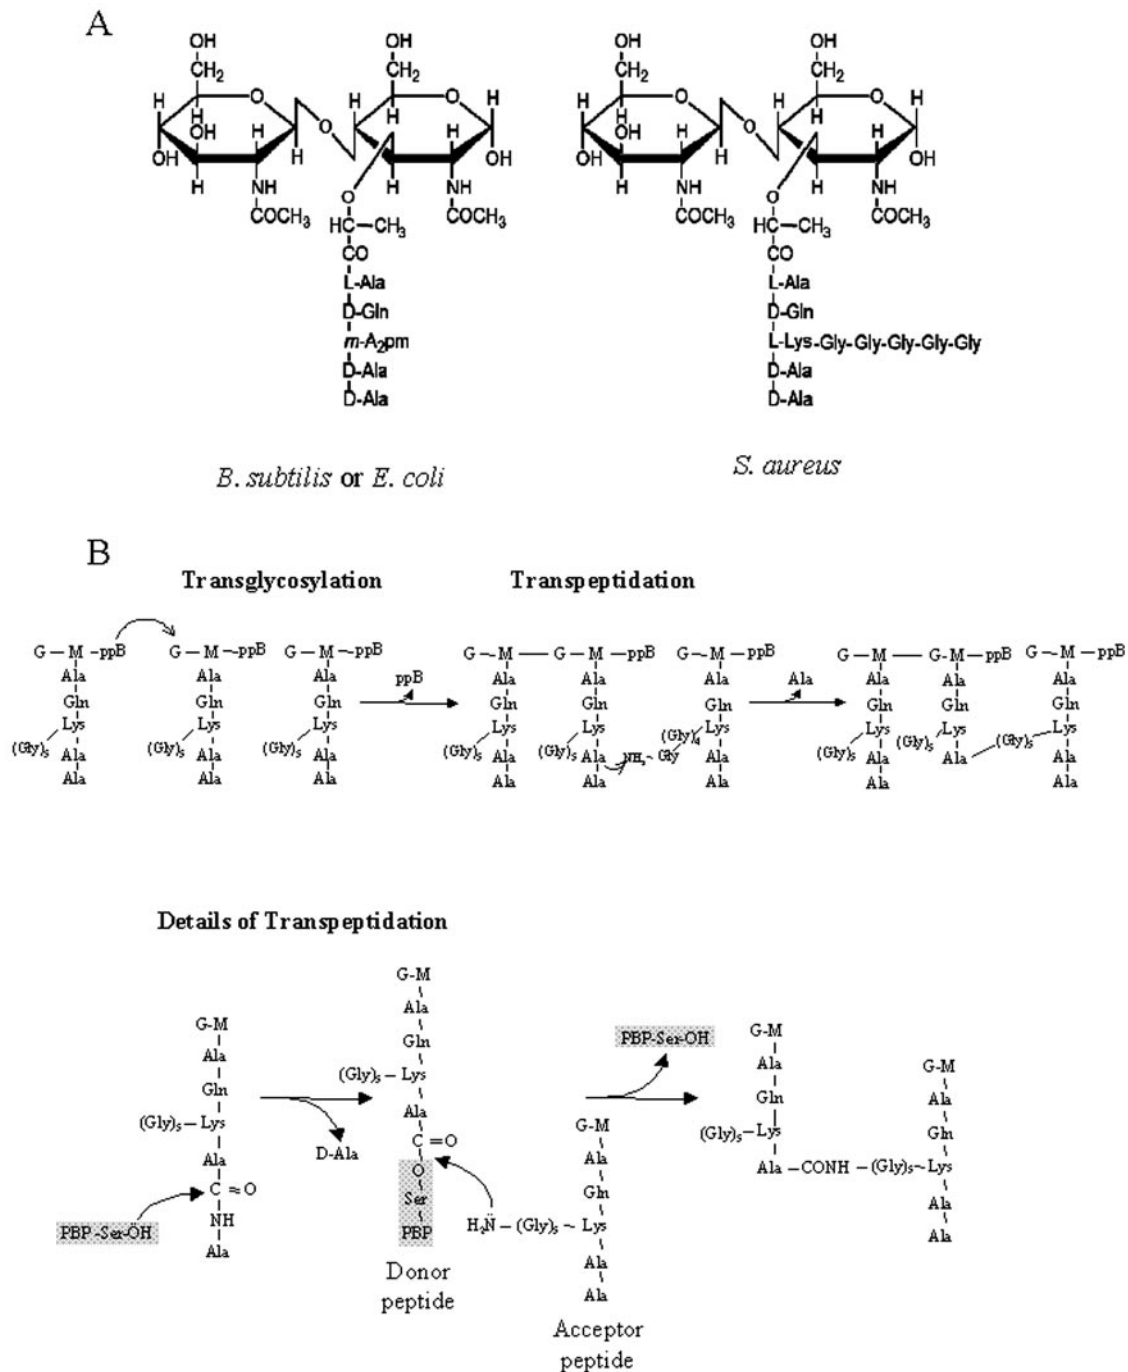 A
OH OH OH OH
CH2 CH2 CH2 CH2
H O O H H O O H
H H O H H H H O H H
OH OH
OH H H OH OH H H OH
H NH H NH H NH H NH
COCH3 O COCH3 COCH3 O COCH3
HC—CH3 HC—CH3
CO CO
L-Ala L-Ala
D-Gln D-Gln
m-A2pm L-Lys-Gly-Gly-Gly-Gly-Gly
D-Ala D-Ala
D-Ala D-Ala
B. subtilis or E. coli S. aureus
B
Transglycosylation Transpeptidation
G—M-ppB G—M-ppB G—M-ppB G—M—G—M-ppB G—M-ppB G—M—G-M-ppB G—M-ppB
Ala Ala Ala ppB Ala Ala Ala Ala Ala Ala Ala
Gln Gln Gln Gln Gln Gln Gln Gln Gln
Lys Lys Lys Lys Lys Lys Lys Lys Lys
(Gly)5 Ala (Gly)5 Ala (Gly)5 Ala (Gly)5 Ala (Gly)5 Ala NH2-Gly (Gly)4 Ala (Gly)5 Ala (Gly)5 Ala (Gly)5 Ala
Ala Ala Ala Ala Ala Ala Ala Ala
Details of Transpeptidation
G-M
Ala
Gln
(Gly)5–Lys
Ala
C=O
NH
Ala
PBP-Ser-ÖH
D-Ala
G-M
Ala
Gln
(Gly)5–Lys
Ala
C=O
O
Ser
PBP
Donor
peptide
G-M
Ala
Gln
H2N̈–(Gly)5~Lys
Ala
Ala
Acceptor
peptide
PBP-Ser-OH
G-M
Ala
Gln
(Gly)5–Lys
Ala –CONH –(Gly)5~Lys
G-M
Ala
Gln
Ala
Ala